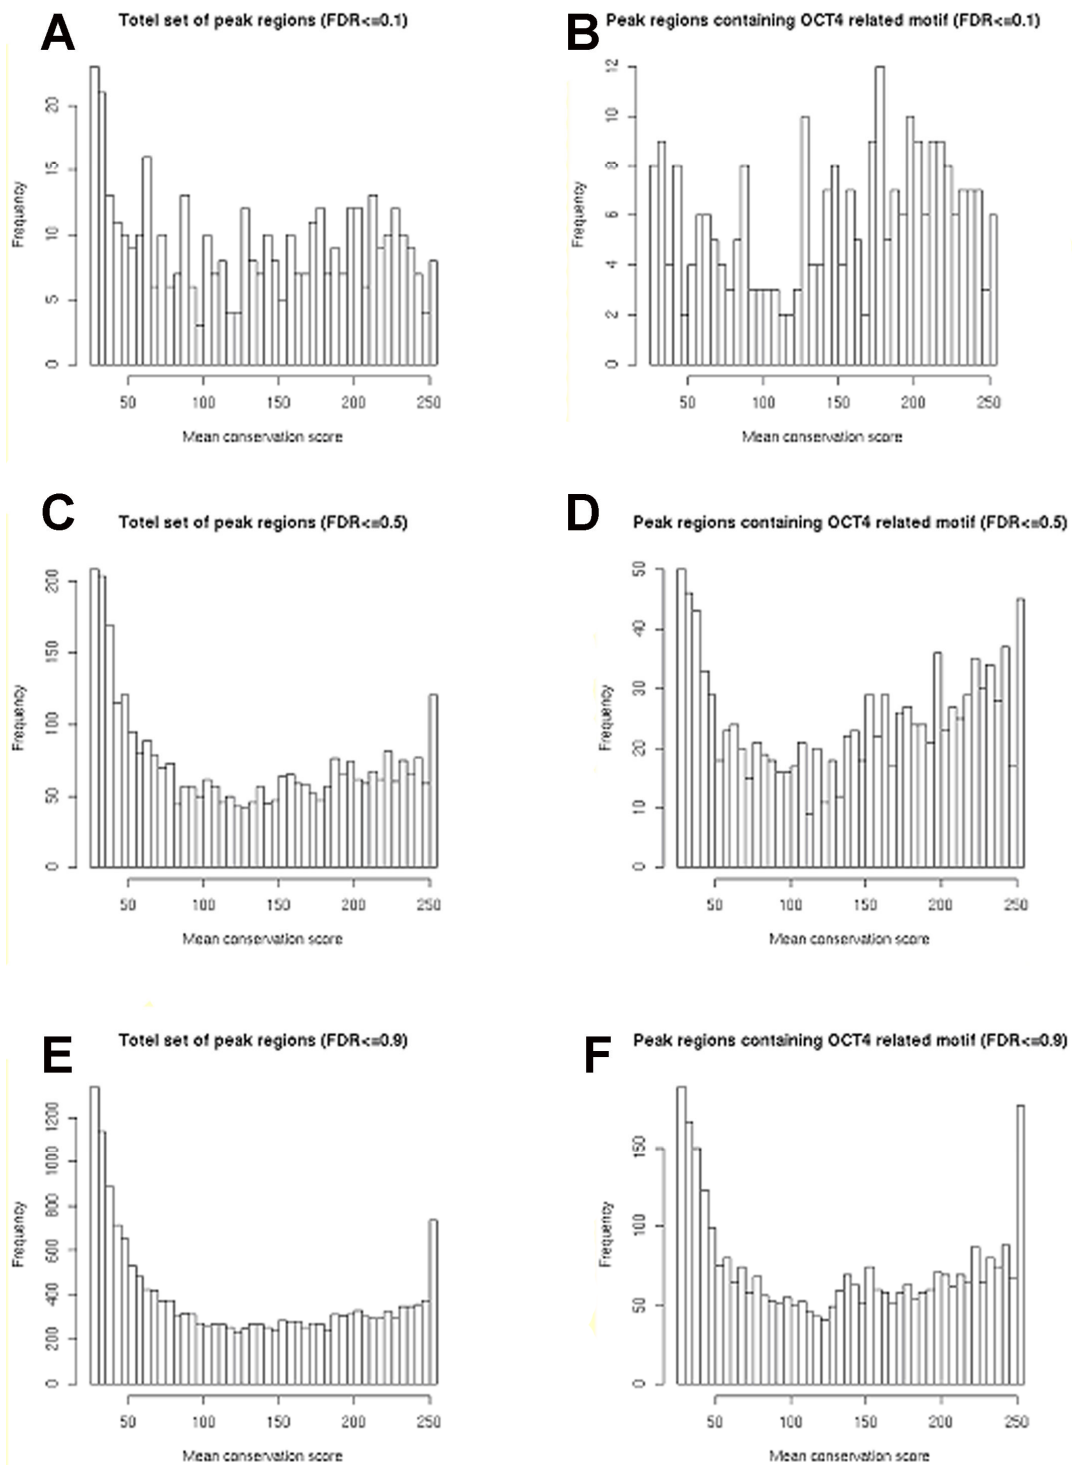 A
Total set of peak regions (FDR<=0.1)
Frequency
0 5 10 15 20
50 100 150 200 250
Mean conservation score
B
Peak regions containing OCT4 related motif (FDR<=0.1)
Frequency
0 2 4 6 8 10 12
50 100 150 200 250
Mean conservation score
C
Totel set of peak regions (FDR<=0.5)
Frequency
0 50 100 150 200
50 100 150 200 250
Mean conservation score
D
Peak regions containing OCT4 related motif (FDR<=0.5)
Frequency
0 10 20 30 40 50
50 100 150 200 250
Mean conservation score
E
Totel set of peak regions (FDR<=0.9)
Frequency
0 200 400 600 800 1000 1200
50 100 150 200 250
Mean conservation score
F
Peak regions containing OCT4 related motif (FDR<=0.9)
Frequency
0 50 100 150
50 100 150 200 250
Mean conservation score